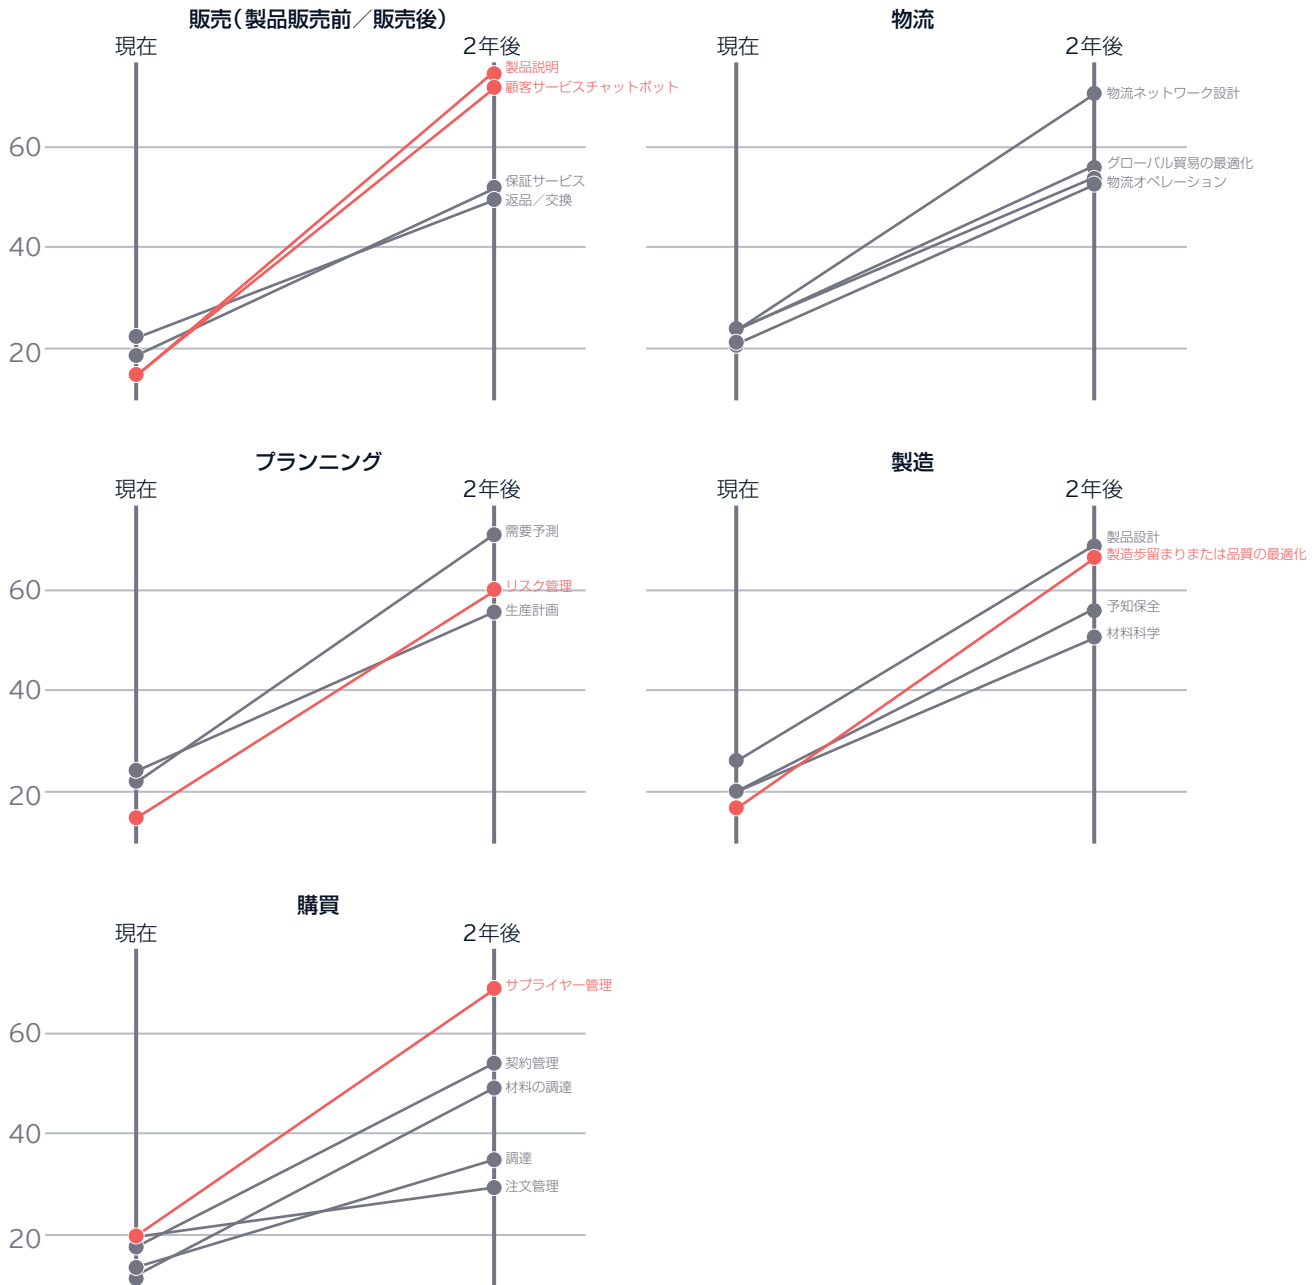 販売（製品販売前／販売後）
現在
2年後
製品説明
顧客サービスチャットボット
60
保証サービス
返品／交換
40
20
物流
現在
2年後
物流ネットワーク設計
グローバル貿易の最適化
物流オペレーション
プランニング
現在
2年後
需要予測
60
リスク管理
生産計画
40
20
製造
現在
2年後
製品設計
製造歩留まりまたは品質の最適化
予知保全
材料科学
購買
現在
2年後
サプライヤー管理
60
契約管理
材料の調達
40
調達
注文管理
20